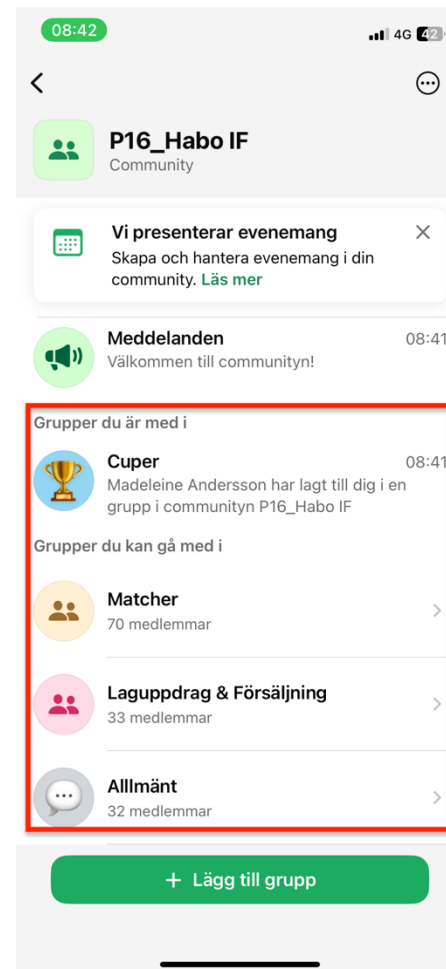 08:42
4G 42
P16_Habo IF
Community
Vi presenterar evenemang
Skapa och hantera evenemang i din
community. Läs mer
Meddelanden
08:41
Välkommen till communityn!
Grupper du är med i
Cuper
08:41
Madeleine Andersson har lagt till dig i en
grupp i communityn P16_Habo IF
Grupper du kan gå med i
Matcher
70 medlemmar
Laguppdrag & Försäljning
33 medlemmar
Alllmänt
32 medlemmar
+ Lägg till grupp